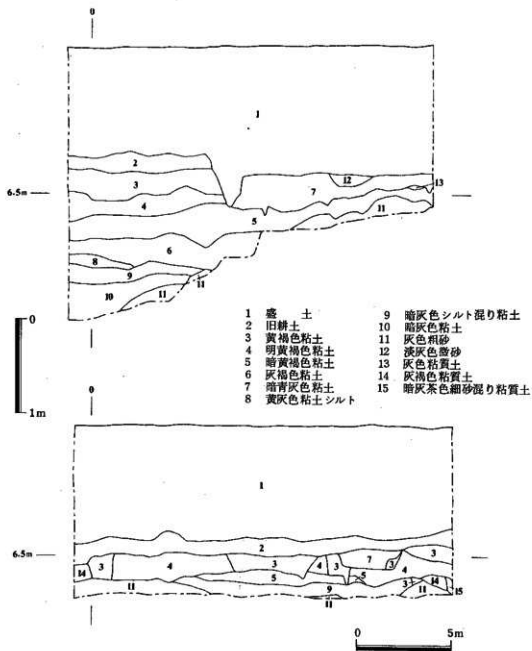 0
1
2
3
4
5
6
7
8
9
10
11
11
12
13
11
6.5m
0
1m
1 盛土
2 旧耕土
3 黄褐色粘土
4 明黄褐色粘土
5 暗黄褐色粘土
6 灰褐色粘土
7 暗青灰色粘土
8 黄灰色粘土シルト
9 暗灰色シルト混り粘質土
10 暗灰色粘土
11 灰色粗砂
12 淡灰色微砂
13 灰色粘質土
14 灰褐色粘質土
15 暗灰茶色細砂混り粘質土
0
1
6.5m
2
14
3
4
3
4
3
7
3
3
5
5
4
11
9
11
3
11
14
15
0
5m